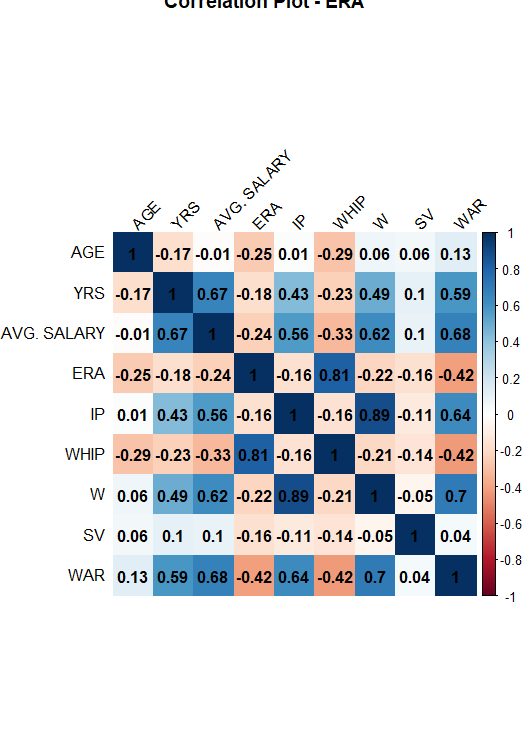 Correlation Plot - ERA
AGE YRS AVG. SALARY ERA IP WHIP W SV WAR
AGE 1 -0.17 -0.01 -0.25 0.01 -0.29 0.06 0.06 0.13
YRS -0.17 1 0.67 -0.18 0.43 -0.23 0.49 0.1 0.59
AVG. SALARY -0.01 0.67 1 -0.24 0.56 -0.33 0.62 0.1 0.68
ERA -0.25 -0.18 -0.24 1 -0.16 0.81 -0.22 -0.16 -0.42
IP 0.01 0.43 0.56 -0.16 1 -0.16 0.89 -0.11 0.64
WHIP -0.29 -0.23 -0.33 0.81 -0.16 1 -0.21 -0.14 -0.42
W 0.06 0.49 0.62 -0.22 0.89 -0.21 1 -0.05 0.7
SV 0.06 0.1 0.1 -0.16 -0.11 -0.14 -0.05 1 0.04
WAR 0.13 0.59 0.68 -0.42 0.64 -0.42 0.7 0.04 1
1
0.8
0.6
0.4
0.2
0
-0.2
-0.4
-0.6
-0.8
-1